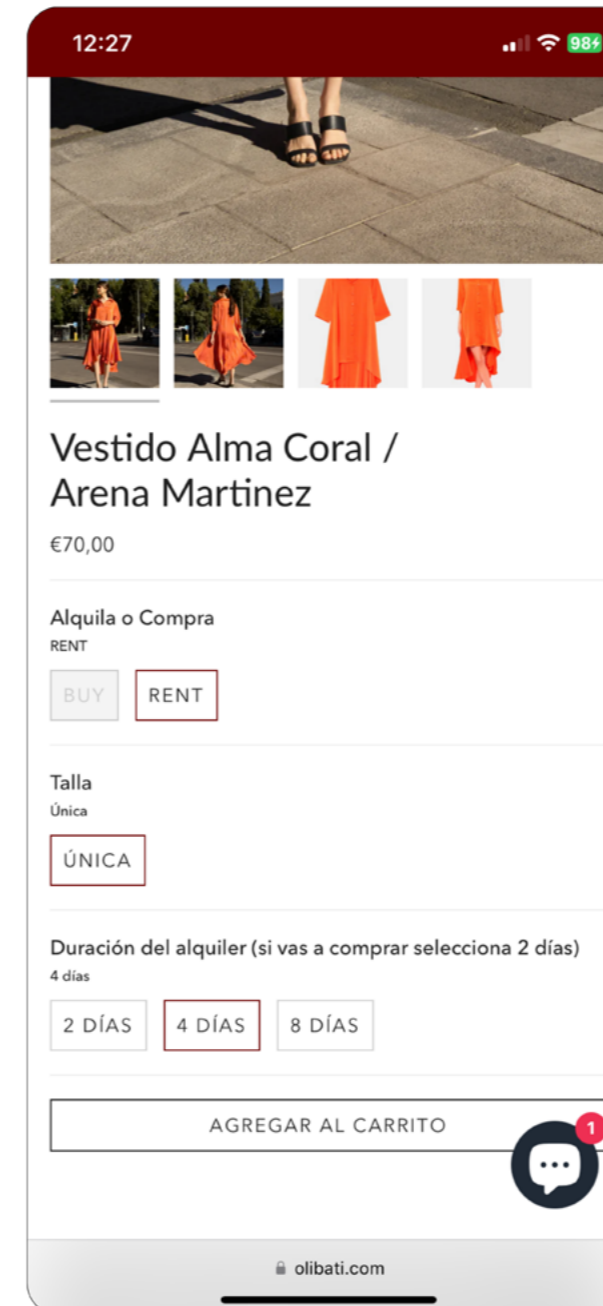 12:27
98
Vestido Alma Coral /
Arena Martinez
€70,00
Alquila o Compra
RENT
BUY RENT
Talla
Única
ÚNICA
Duración del alquiler (si vas a comprar selecciona 2 días)
4 días
2 DÍAS 4 DÍAS 8 DÍAS
AGREGAR AL CARRITO
1
olibati.com